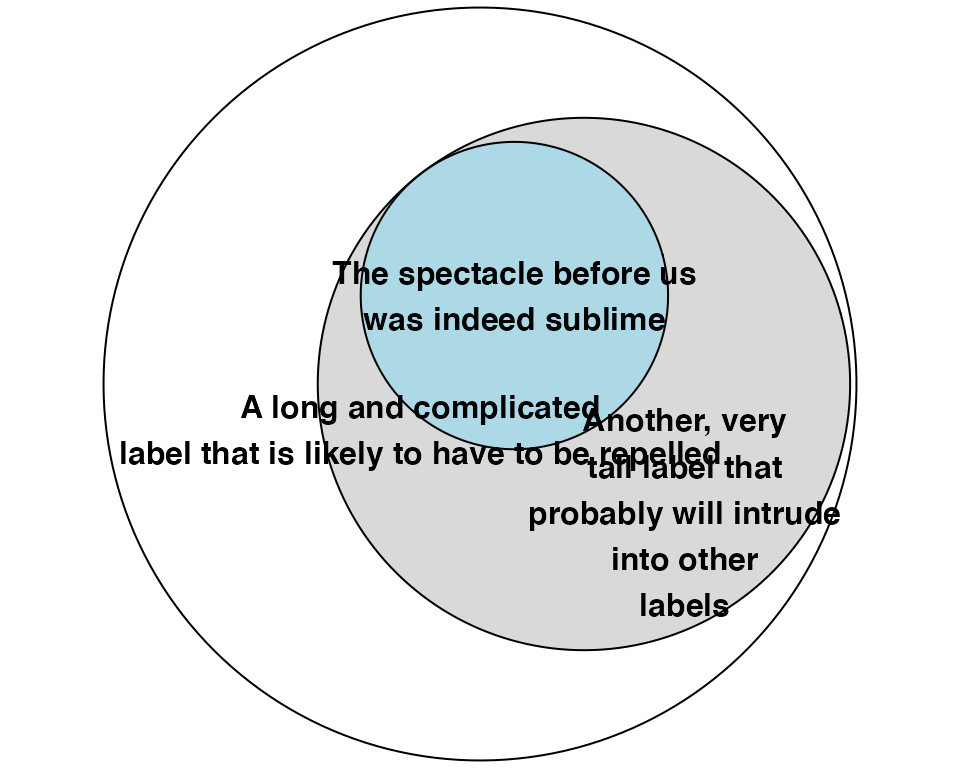 The spectacle before us
was indeed sublime
A long and complicated
label that is likely to have to be repelled
Another, very
tall label that
probably will intrude
into other
labels